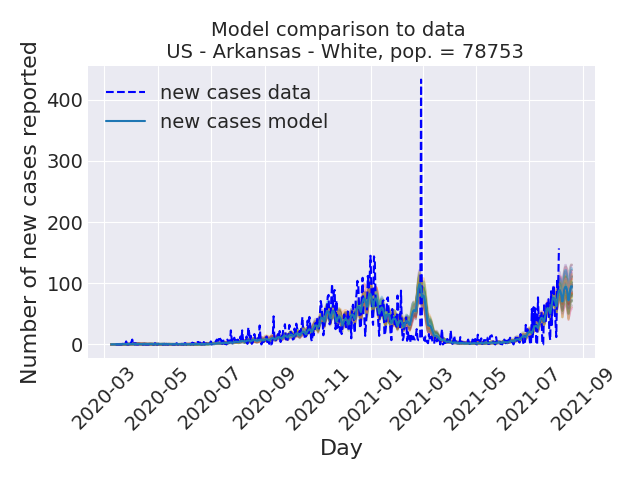 Model comparison to data
US - Arkansas - White, pop. = 78753
Number of new cases reported
new cases data
new cases model
400
300
200
100
0
2020-03
2020-05
2020-07
2020-09
2020-11
2021-01
2021-03
2021-05
2021-07
2021-09
Day